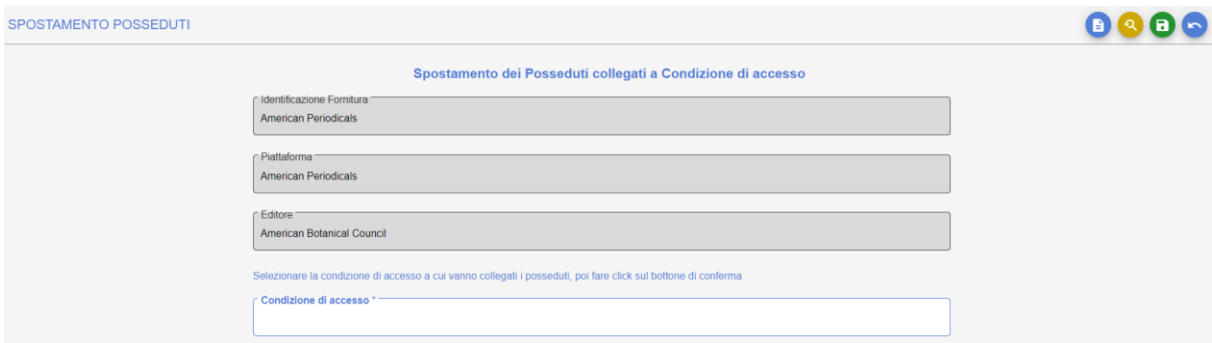 SPOSTAMENTO POSSEDUTI
Spostamento dei Posseduti collegati a Condizione di accesso
Identificazione Fornitura
American Periodicals
Piattaforma
American Periodicals
Editore
American Botanical Council
Selezionare la condizione di accesso a cui vanno collegati i posseduti, poi fare click sul bottone di conferma
Condizione di accesso *